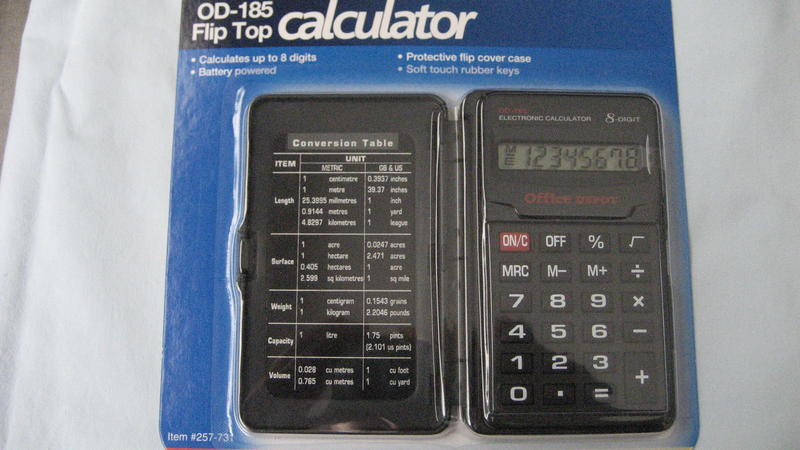 OD-185
Flip Top calculator
• Calculates up to 8 digits
• Battery powered
• Protective flip cover case
• Soft touch rubber keys
Conversion Table
ITEM UNIT
METRIC GB & US
Length
1 centimetre 0.3937 inches
1 metre 39.37 inches
25.3995 millmetres 1 inch
0.9144 metres 1 yard
4.8297 kilometres 1 league
Surface
1 acre 0.0247 acres
1 hectare 2.471 acres
0.405 hectares 1 acre
2.599 sq kilometres 1 sq mile
Weight
1 centigram 0.1543 grains
1 kilogram 2.2046 pounds
Capacity
1 litre 1.75 pints
(2.101 us pints)
Volume
0.028 cu metres 1 cu foot
0.765 cu metres 1 cu yard
Item #257-731
OD-185
ELECTRONIC CALCULATOR 8-DIGIT
M
E 12345678
Office DEPOT
ON/C OFF % √
MRC M− M+ ÷
7 8 9 ×
4 5 6 −
1 2 3 +
0 . =